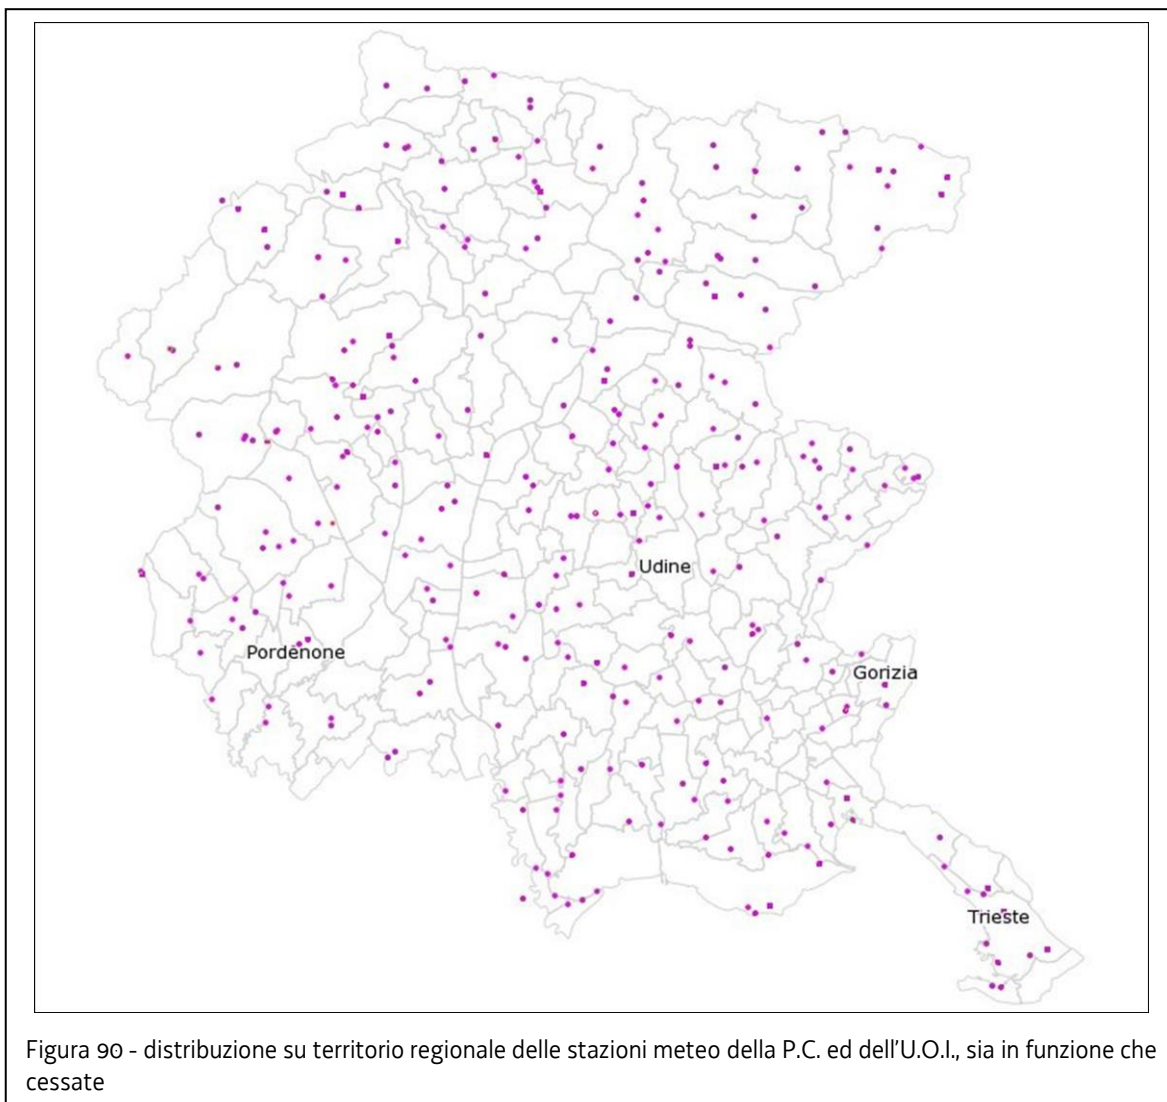 Udine
Pordenone
Gorizia
Trieste
Figura 90 - distribuzione su territorio regionale delle stazioni meteo della P.C. ed dell'U.O.I., sia in funzione che
cessate